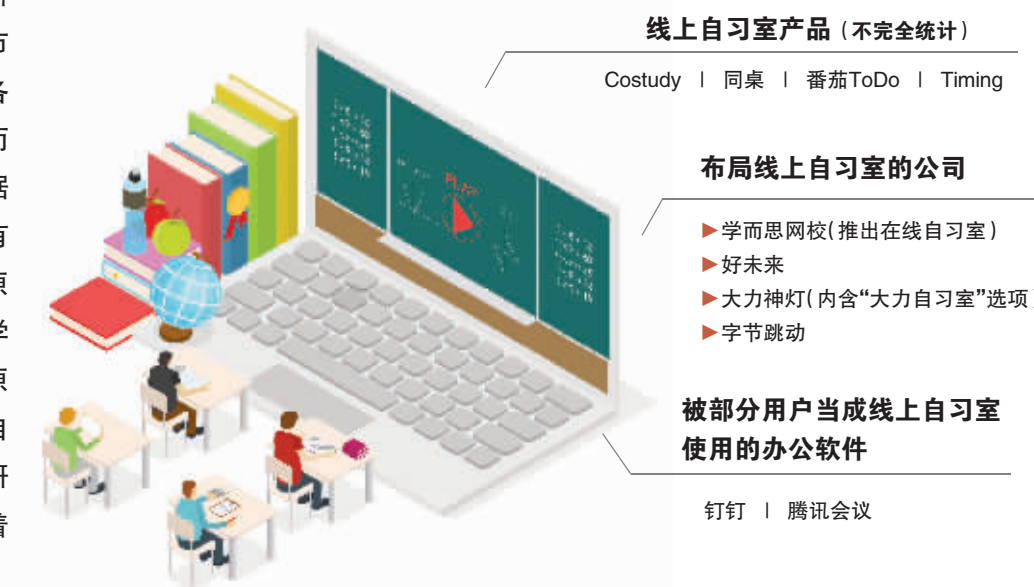 线上自习室产品(不完全统计)
Costudy | 同桌 | 番茄ToDo | Timing
布局线上自习室的公司
▶学而思网校(推出在线自习室)
▶好未来
▶大力神灯(内含“大力自习室”选项)
▶字节跳动
被部分用户当成线上自习室
使用的办公软件
钉钉 | 腾讯会议